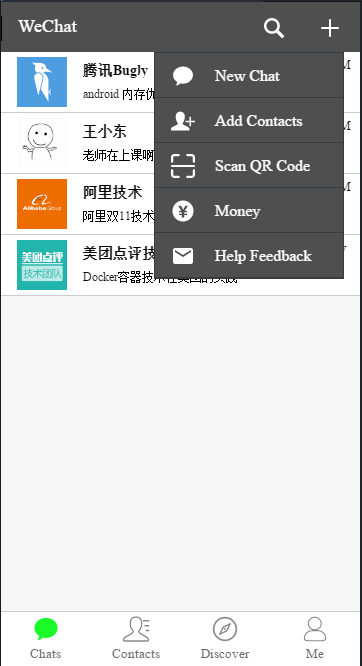 WeChat
腾讯Bugly
M
New Chat
android 内存优
王小东
M
Add Contacts
老师在上课啊
Scan QR Code
Alibaba Group
阿里技术
M
阿里双11技术
Money
美团点评
技术团队
美团点评技
Help Feedback
Docker容器技术在美团的实践
Chats
Contacts
Discover
Me